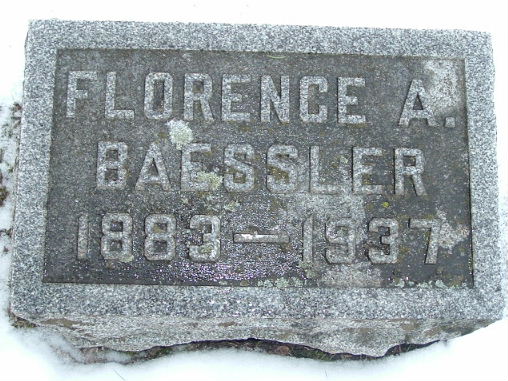 FLORENCE A.
BAESSLER
1883-1937